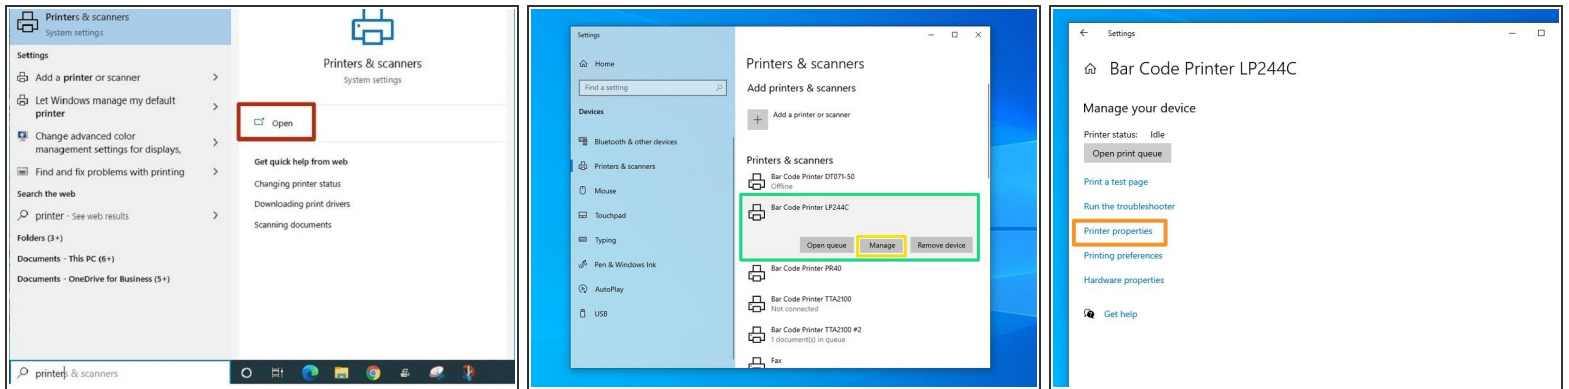 Printers & scanners
System settings
Settings
Add a printer or scanner
Let Windows manage my default
printer
Change advanced color
management settings for displays,
Find and fix problems with printing
Search the web
printer - See web results
Folders (3+)
Documents - This PC (6+)
Documents - OneDrive for Business (5+)
printers & scanners
Printers & scanners
System settings
Open
Get quick help from web
Changing printer status
Downloading print drivers
Scanning documents
Settings
Home
Find a setting
Devices
Bluetooth & other devices
Printers & scanners
Mouse
Touchpad
Typing
Pen & Windows Ink
AutoPlay
USB
Printers & scanners
Add printers & scanners
Add a printer or scanner
Printers & scanners
Bar Code Printer DT071-50
Offline
Bar Code Printer LP244C
Open queue Manage Remove device
Bar Code Printer PR40
Bar Code Printer TTA2100
Not connected
Bar Code Printer TTA2100 #2
1 document(s) in queue
Fax
Settings
Bar Code Printer LP244C
Manage your device
Printer status: Idle
Open print queue
Print a test page
Run the troubleshooter
Printer properties
Printing preferences
Hardware properties
Get help